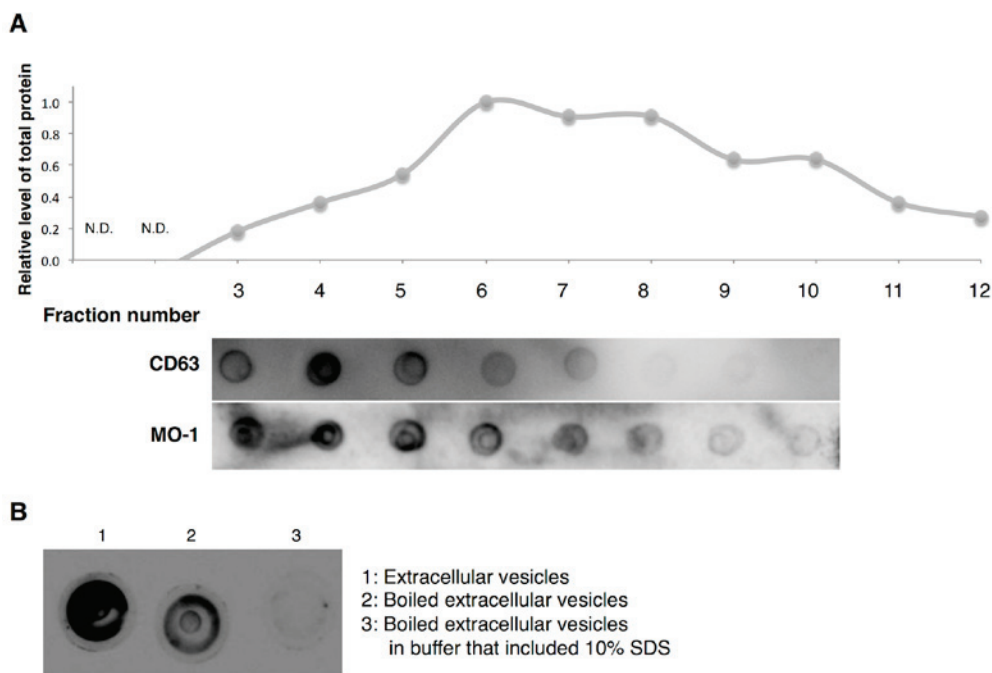 A
Relative level of total protein
1.0
0.8
0.6
0.4
0.2
0.0
N.D. N.D.
3 4 5 6 7 8 9 10 11 12
Fraction number
CD63
MO-1
B
1 2 3
1: Extracellular vesicles
2: Boiled extracellular vesicles
3: Boiled extracellular vesicles
in buffer that included 10% SDS